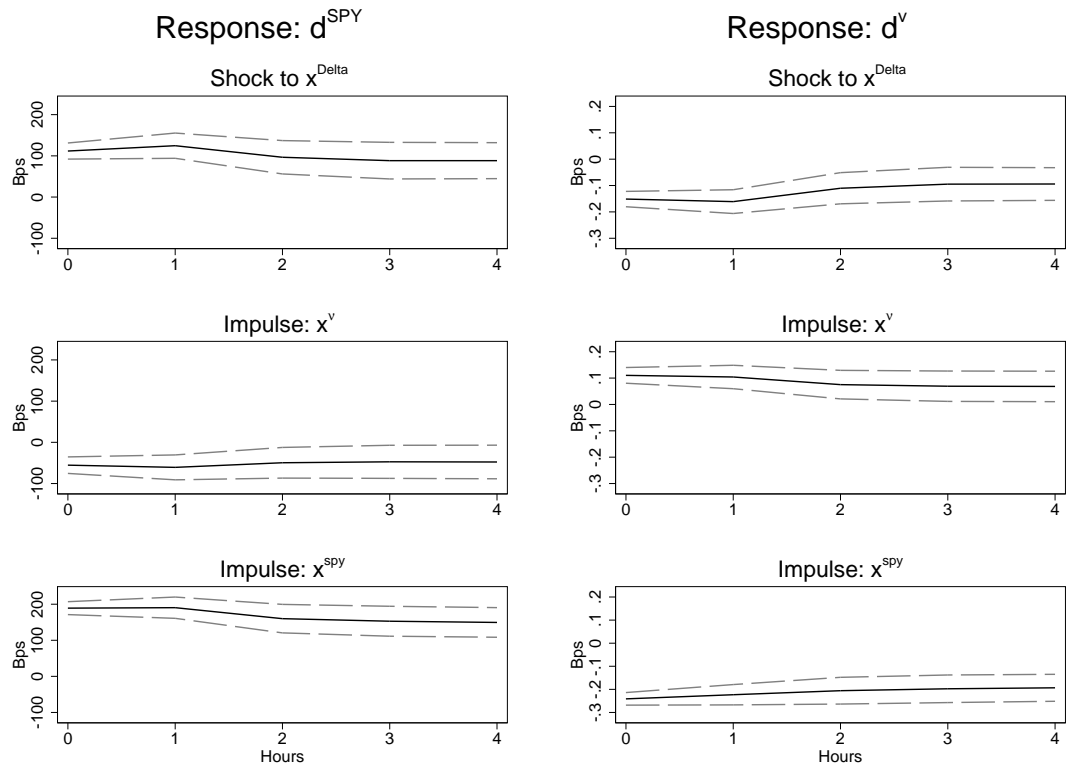 Response: d^SPY
Response: d^v
Shock to x^Delta
200
100
0
-100
Bps
0 1 2 3 4
Shock to x^Delta
.2
.1
0
-.1
-.2
-.3
Bps
0 1 2 3 4
Impulse: x^v
200
100
0
-100
Bps
0 1 2 3 4
Impulse: x^v
.2
.1
0
-.1
-.2
-.3
Bps
0 1 2 3 4
Impulse: x^spy
200
100
0
-100
Bps
0 1 2 3 4
Hours
Impulse: x^spy
.2
.1
0
-.1
-.2
-.3
Bps
0 1 2 3 4
Hours